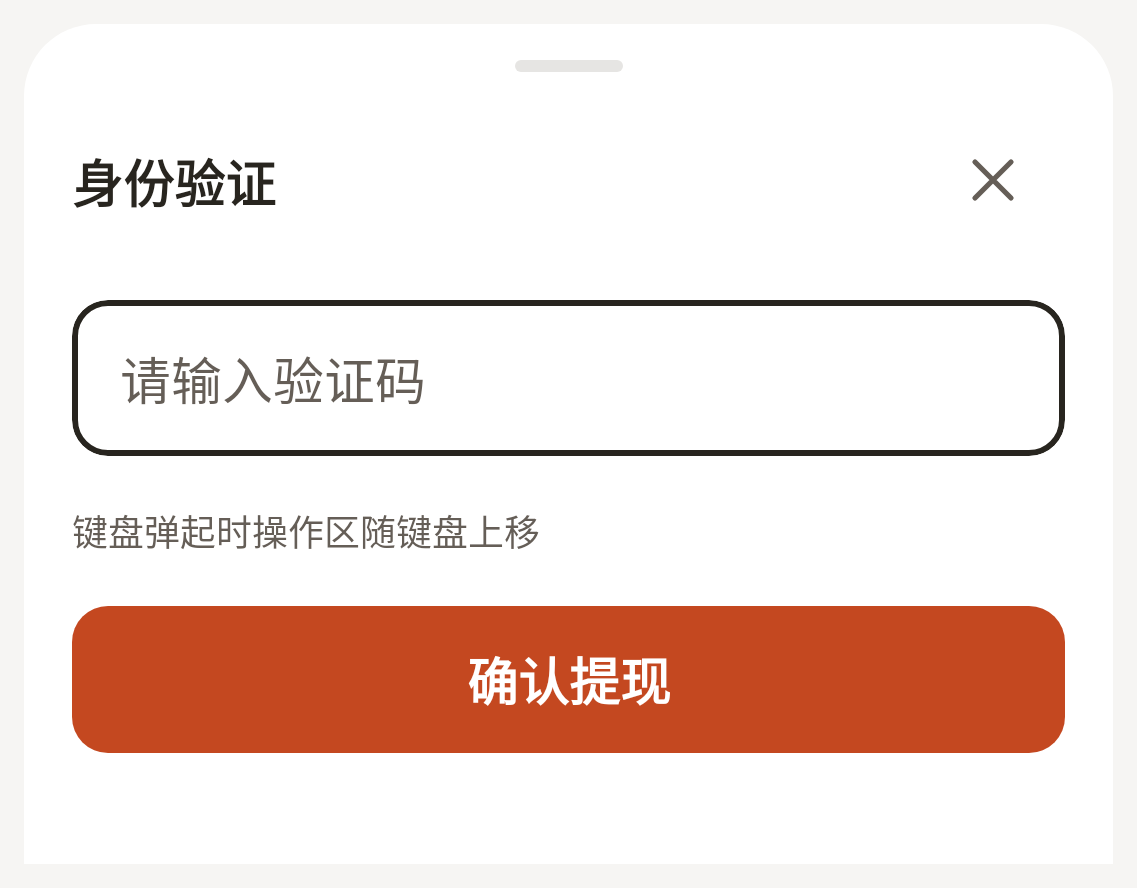 身份验证
请输入验证码
键盘弹起时操作区随键盘上移
确认提现